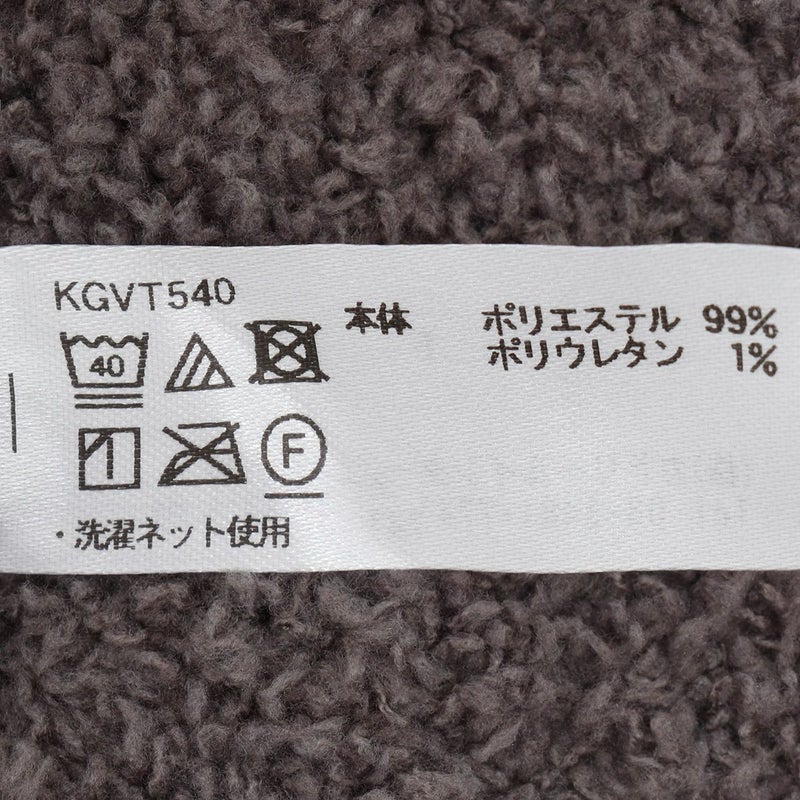 KGVT540
本体 ポリエステル 99%
ポリウレタン 1%
40
F
・洗濯ネット使用